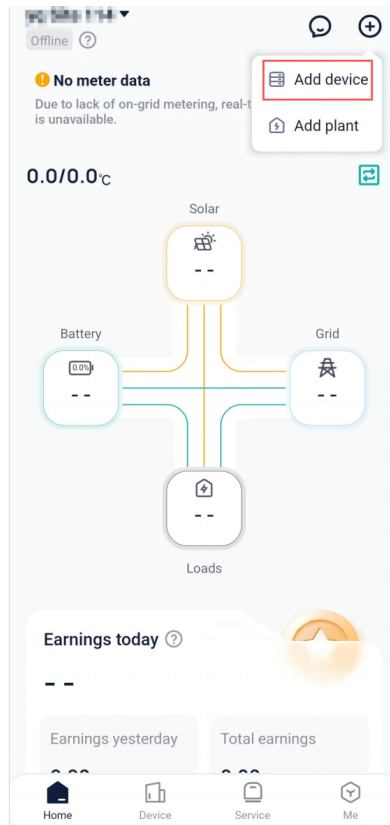 Offline
No meter data
Due to lack of on-grid metering, real-t
is unavailable.
Add device
Add plant
0.0/0.0℃
Solar
--
Battery
0.0%
--
Grid
--
--
Loads
Earnings today
--
Earnings yesterday
Total earnings
Home
Device
Service
Me